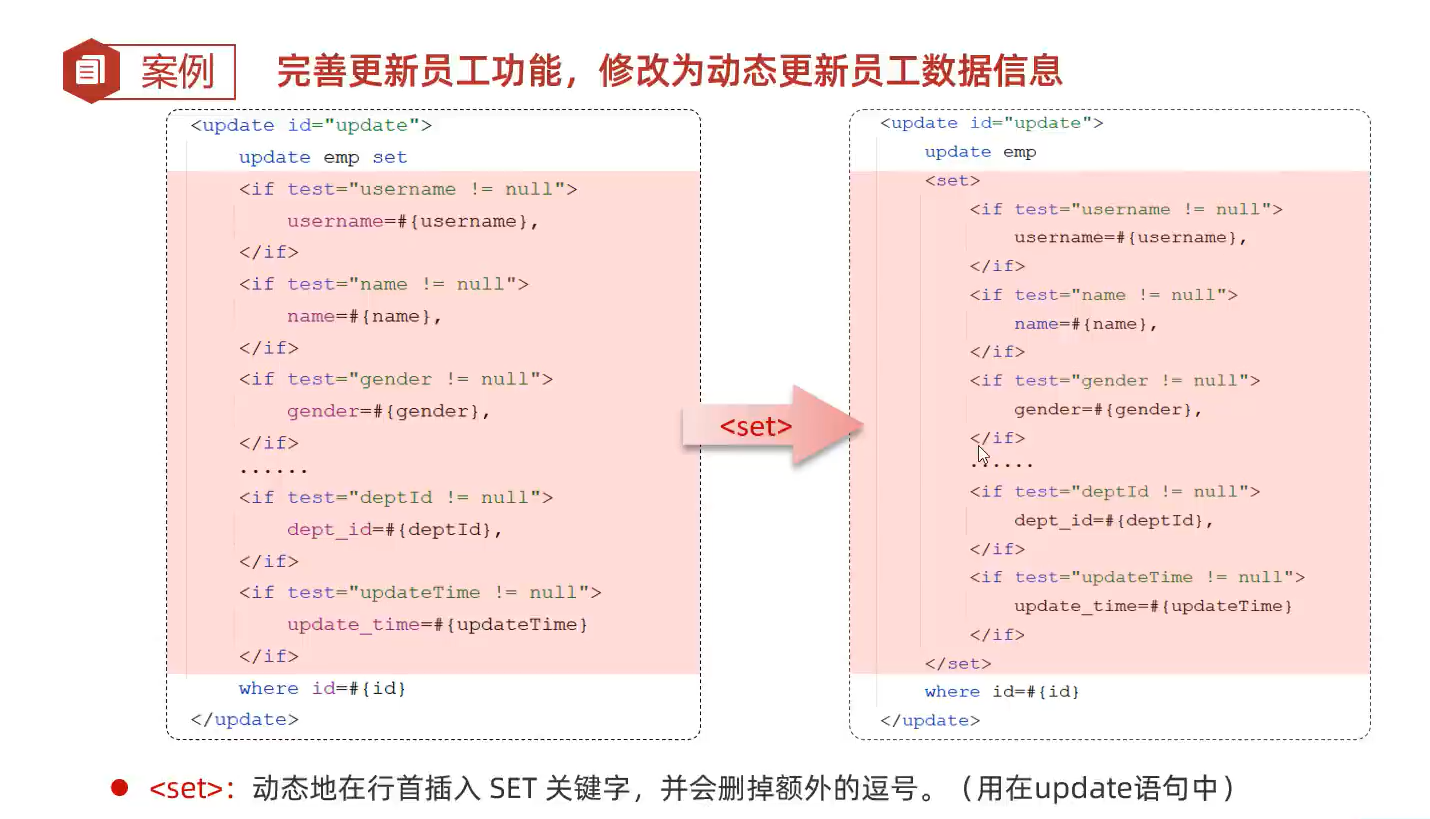 案例
完善更新员工功能，修改为动态更新员工数据信息
<update id="update">
update emp set
<if test="username != null">
username=#{username},
</if>
<if test="name != null">
name=#{name},
</if>
<if test="gender != null">
gender=#{gender},
</if>
......
<if test="deptId != null">
dept_id=#{deptId},
</if>
<if test="updateTime != null">
update_time=#{updateTime}
</if>
where id=#{id}
</update>
<set>
<update id="update">
update emp
<set>
<if test="username != null">
username=#{username},
</if>
<if test="name != null">
name=#{name},
</if>
<if test="gender != null">
gender=#{gender},
</if>
......
<if test="deptId != null">
dept_id=#{deptId},
</if>
<if test="updateTime != null">
update_time=#{updateTime}
</if>
</set>
where id=#{id}
</update>
<set>：动态地在行首插入 SET 关键字，并会删掉额外的逗号。（用在update语句中）